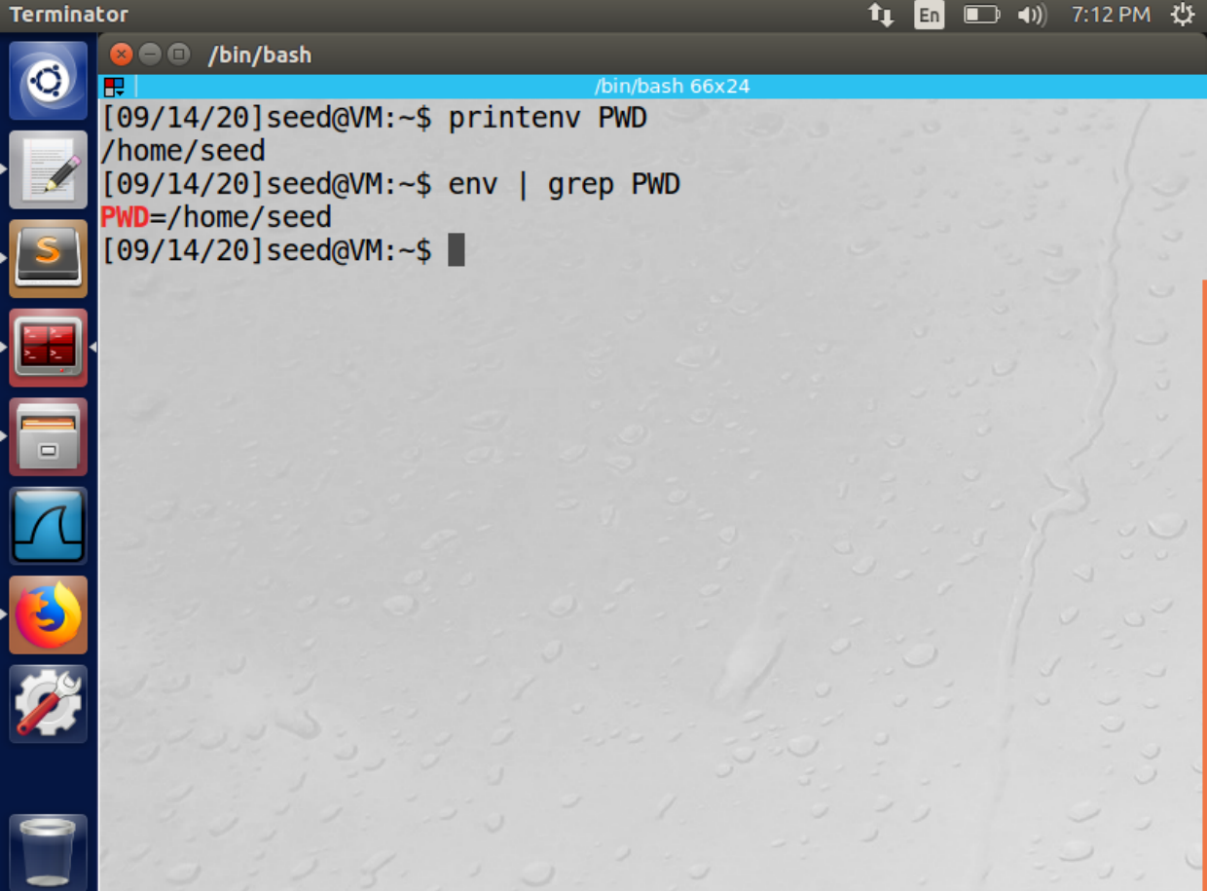 Terminator
En
7:12 PM
/bin/bash
/bin/bash 66x24
[09/14/20]seed@VM:~$ printenv PWD
/home/seed
[09/14/20]seed@VM:~$ env | grep PWD
PWD=/home/seed
[09/14/20]seed@VM:~$